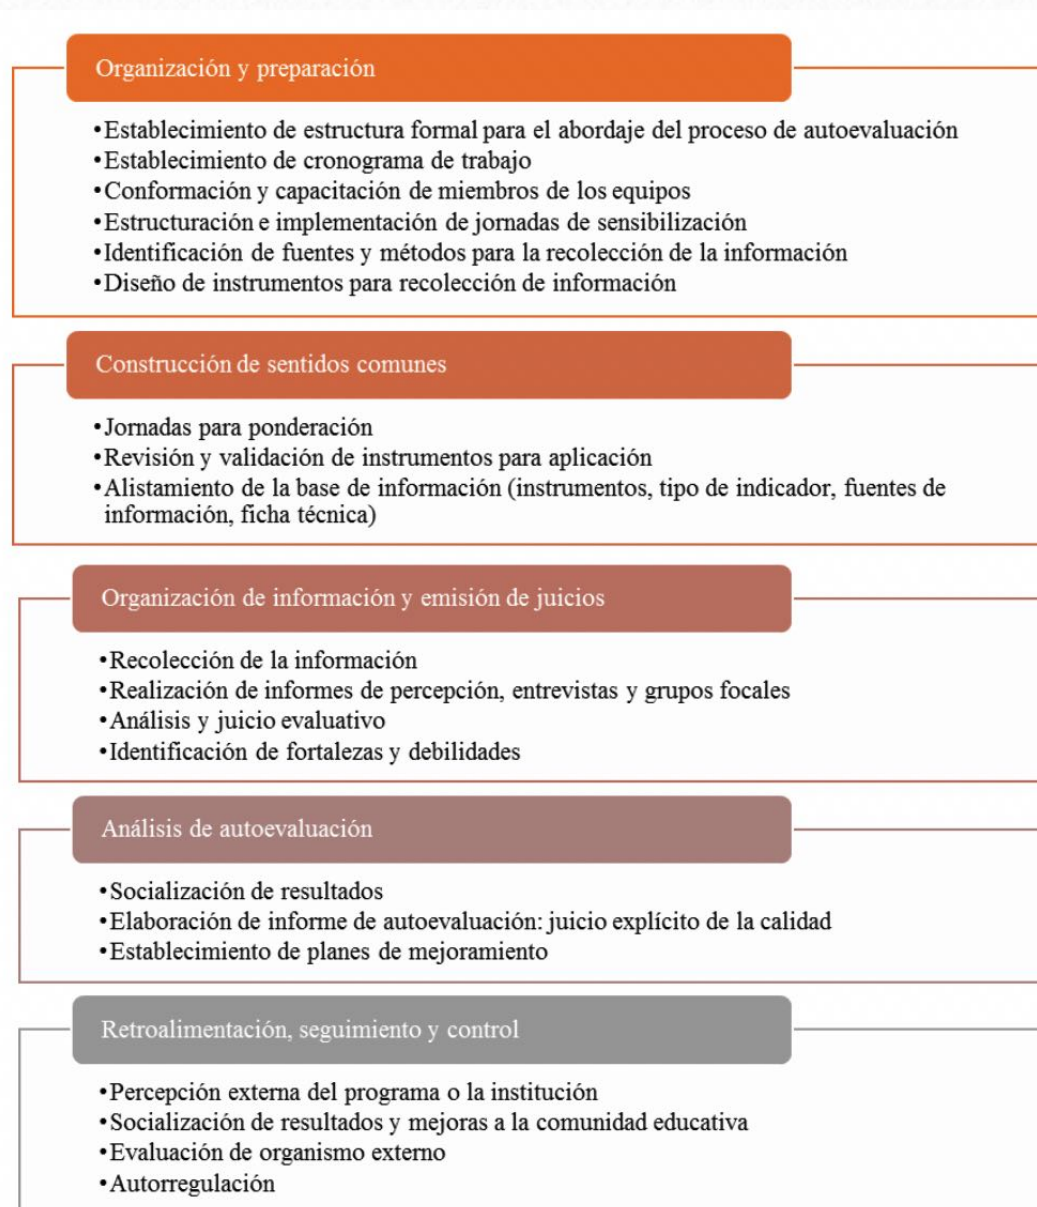 Organización y preparación
•Establecimiento de estructura formal para el abordaje del proceso de autoevaluación
•Establecimiento de cronograma de trabajo
•Conformación y capacitación de miembros de los equipos
•Estructuración e implementación de jornadas de sensibilización
•Identificación de fuentes y métodos para la recolección de la información
•Diseño de instrumentos para recolección de información
Construcción de sentidos comunes
•Jornadas para ponderación
•Revisión y validación de instrumentos para aplicación
•Alistamiento de la base de información (instrumentos, tipo de indicador, fuentes de
información, ficha técnica)
Organización de información y emisión de juicios
•Recolección de la información
•Realización de informes de percepción, entrevistas y grupos focales
•Análisis y juicio evaluativo
•Identificación de fortalezas y debilidades
Análisis de autoevaluación
•Socialización de resultados
•Elaboración de informe de autoevaluación: juicio explícito de la calidad
•Establecimiento de planes de mejoramiento
Retroalimentación, seguimiento y control
•Percepción externa del programa o la institución
•Socialización de resultados y mejoras a la comunidad educativa
•Evaluación de organismo externo
•Autorregulación